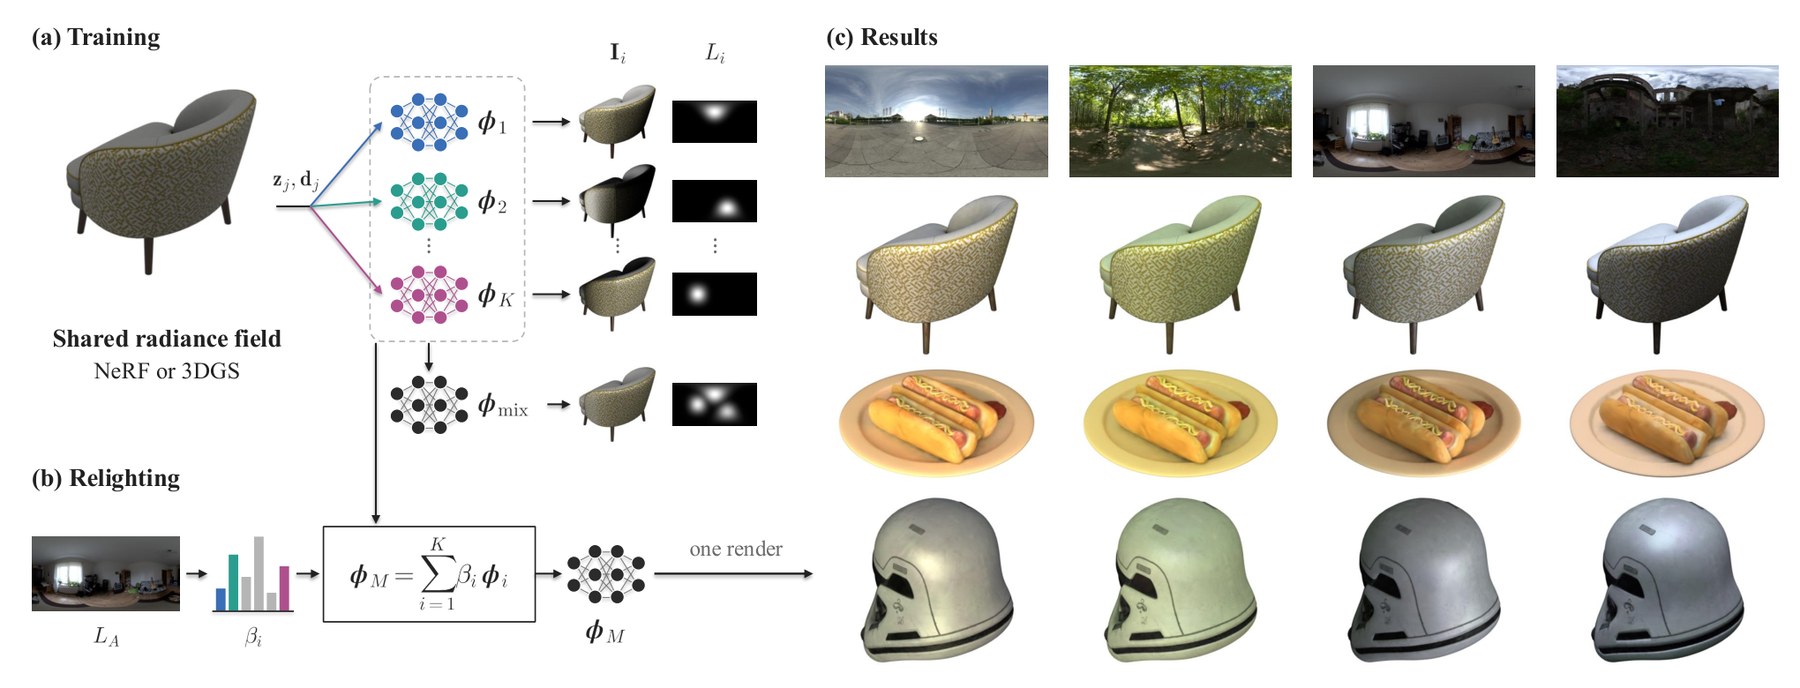 (a) Training
I_i
L_i
z_j, d_j
ϕ_1
ϕ_2
ϕ_K
Shared radiance field
NeRF or 3DGS
ϕ_mix
(b) Relighting
L_A
β_i
ϕ_M = ∑_{i=1}^{K} β_i ϕ_i
ϕ_M
one render
(c) Results